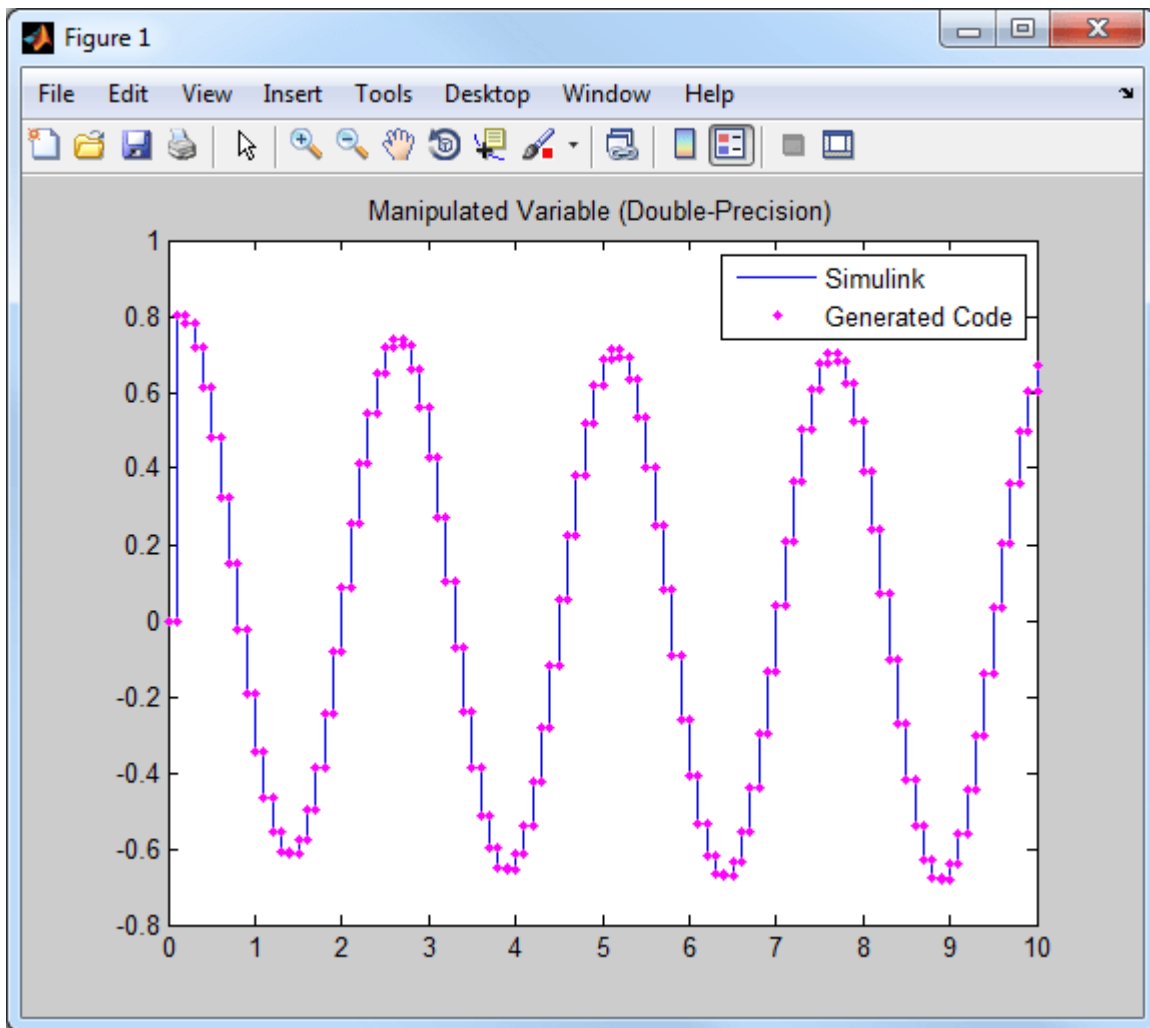 Figure 1
File Edit View Insert Tools Desktop Window Help
Manipulated Variable (Double-Precision)
1
Simulink
0.8
Generated Code
0.6
0.4
0.2
0
-0.2
-0.4
-0.6
-0.8
0 1 2 3 4 5 6 7 8 9 10